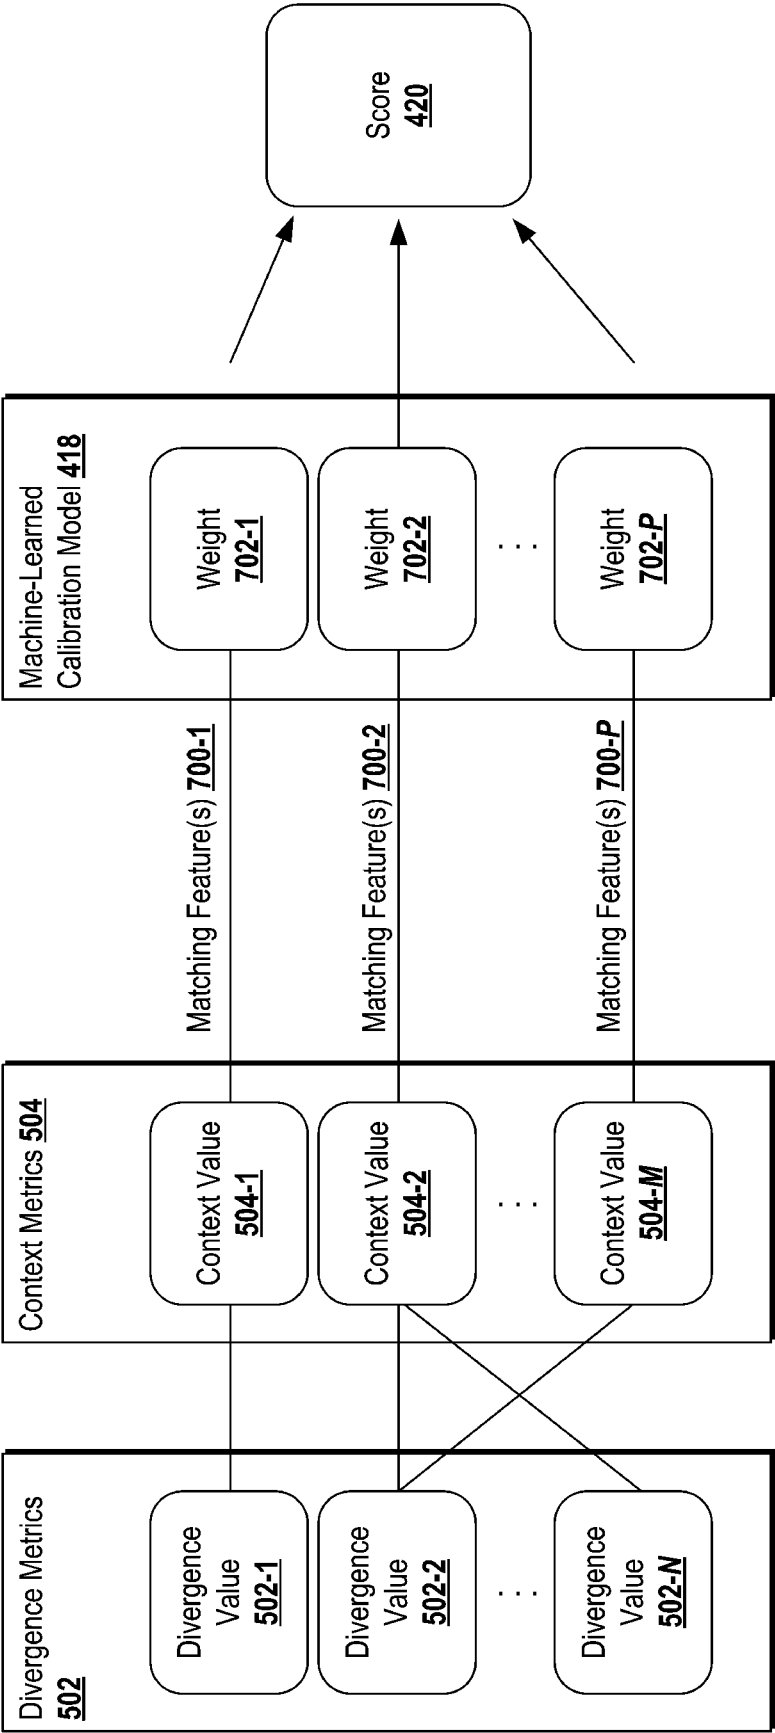 Divergence Metrics
502
Divergence
Value
502-1
Divergence
Value
502-2
. . .
Divergence
Value
502-N
Context Metrics 504
Context Value
504-1
Context Value
504-2
. . .
Context Value
504-M
Matching Feature(s) 700-1
Matching Feature(s) 700-2
Matching Feature(s) 700-P
Machine-Learned
Calibration Model 418
Weight
702-1
Weight
702-2
. . .
Weight
702-P
Score
420